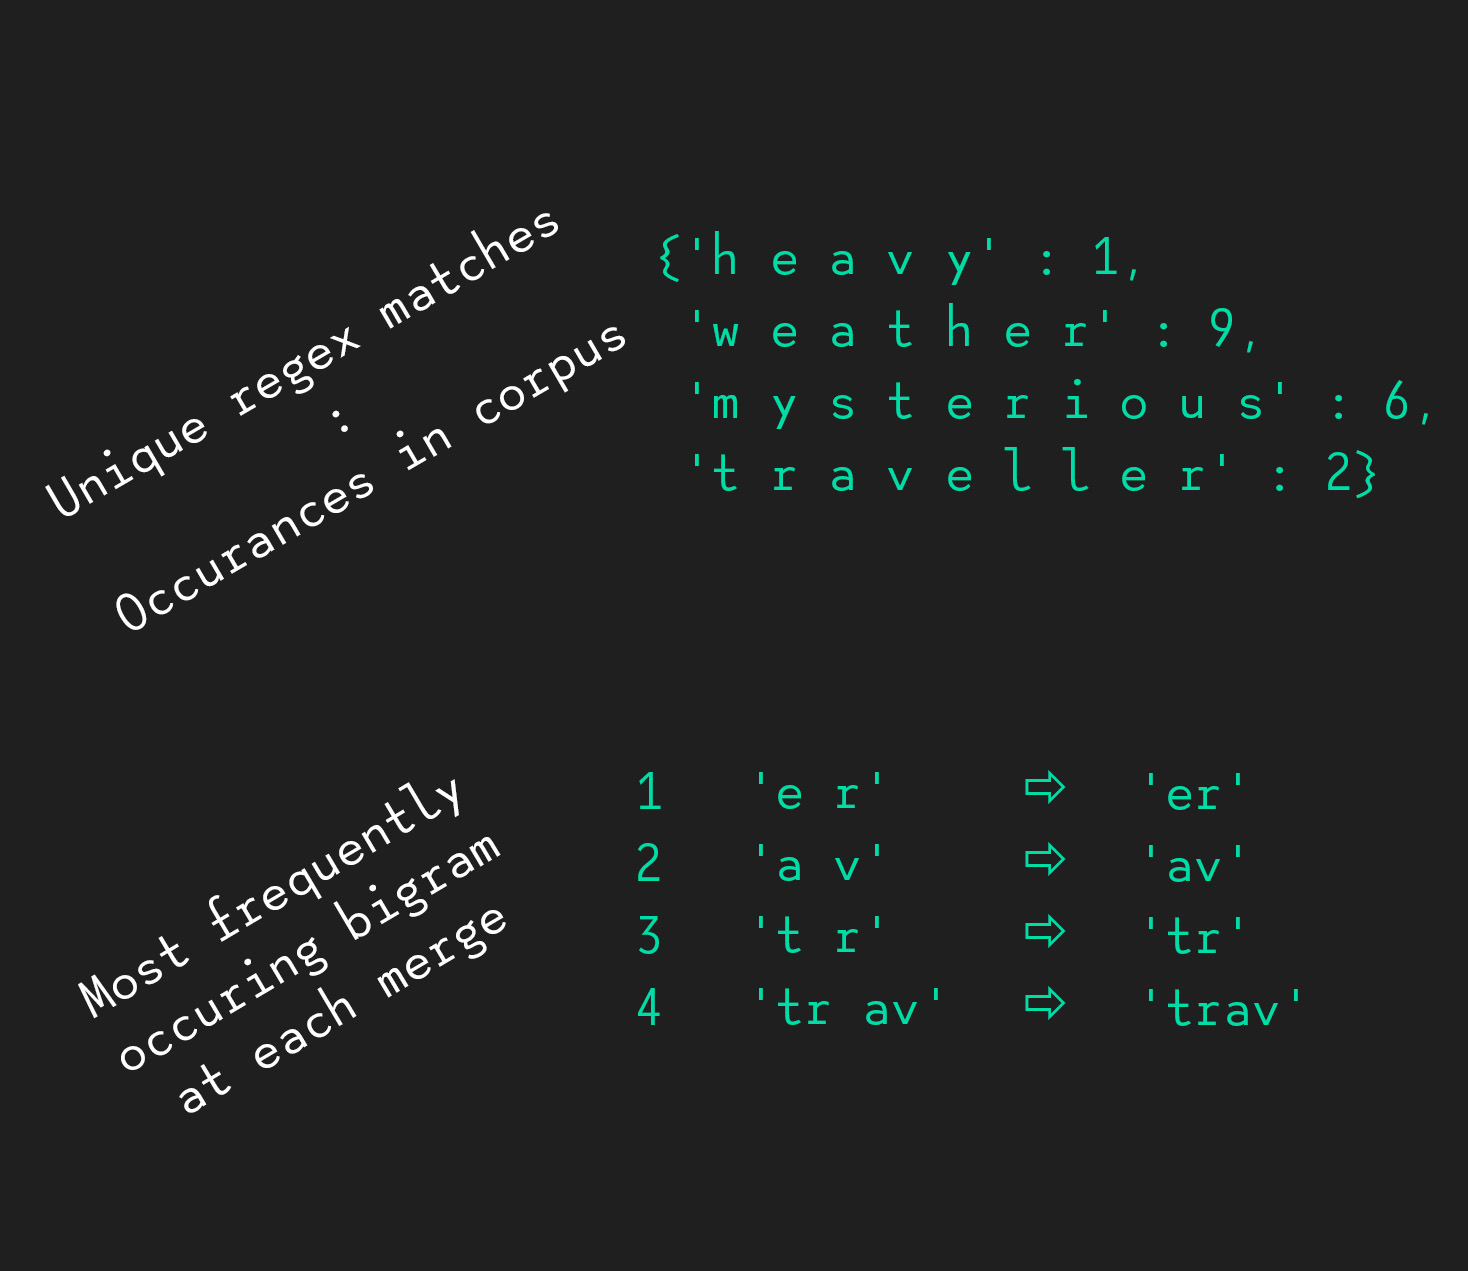 Unique regex matches
:
Occurances in corpus
{'h e a v y' : 1,
'w e a t h e r' : 9,
'm y s t e r i o u s' : 6,
't r a v e l l e r' : 2}
Most frequently
occuring bigram
at each merge
1 'e r' ⇨ 'er'
2 'a v' ⇨ 'av'
3 't r' ⇨ 'tr'
4 'tr av' ⇨ 'trav'